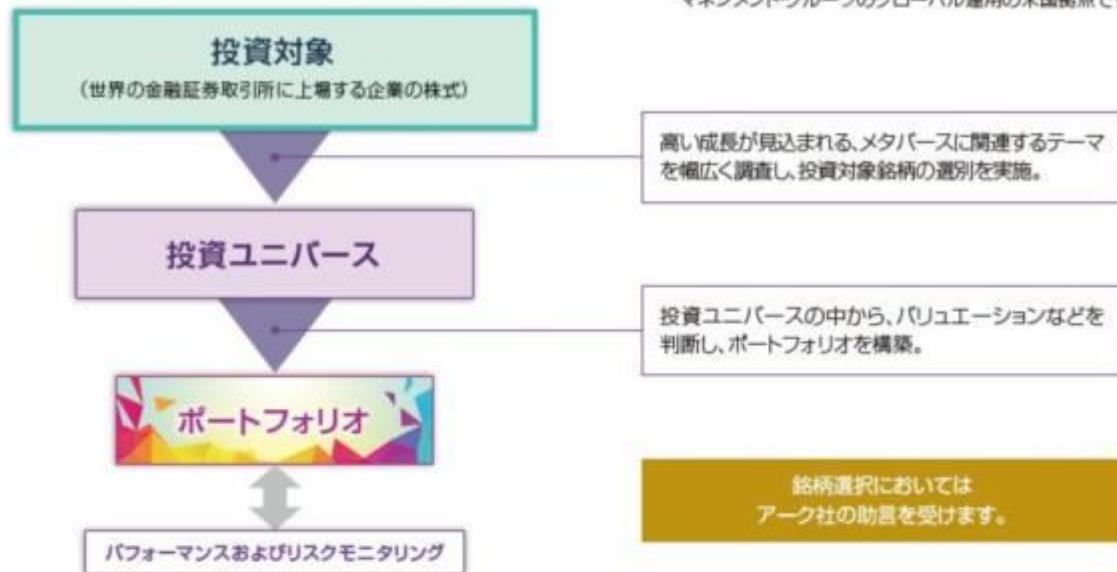 投資対象
(世界の金融証券取引所に上場する企業の株式)
高い成長が見込まれる、メタバースに関連するテーマ
を幅広く調査し、投資対象銘柄の選別を実施。
投資ユニバース
投資ユニバースの中から、バリュエーションなどを
判断し、ポートフォリオを構築。
ポートフォリオ
銘柄選択においては
アーク社の助言を受けます。
パフォーマンスおよびリスクモニタリング